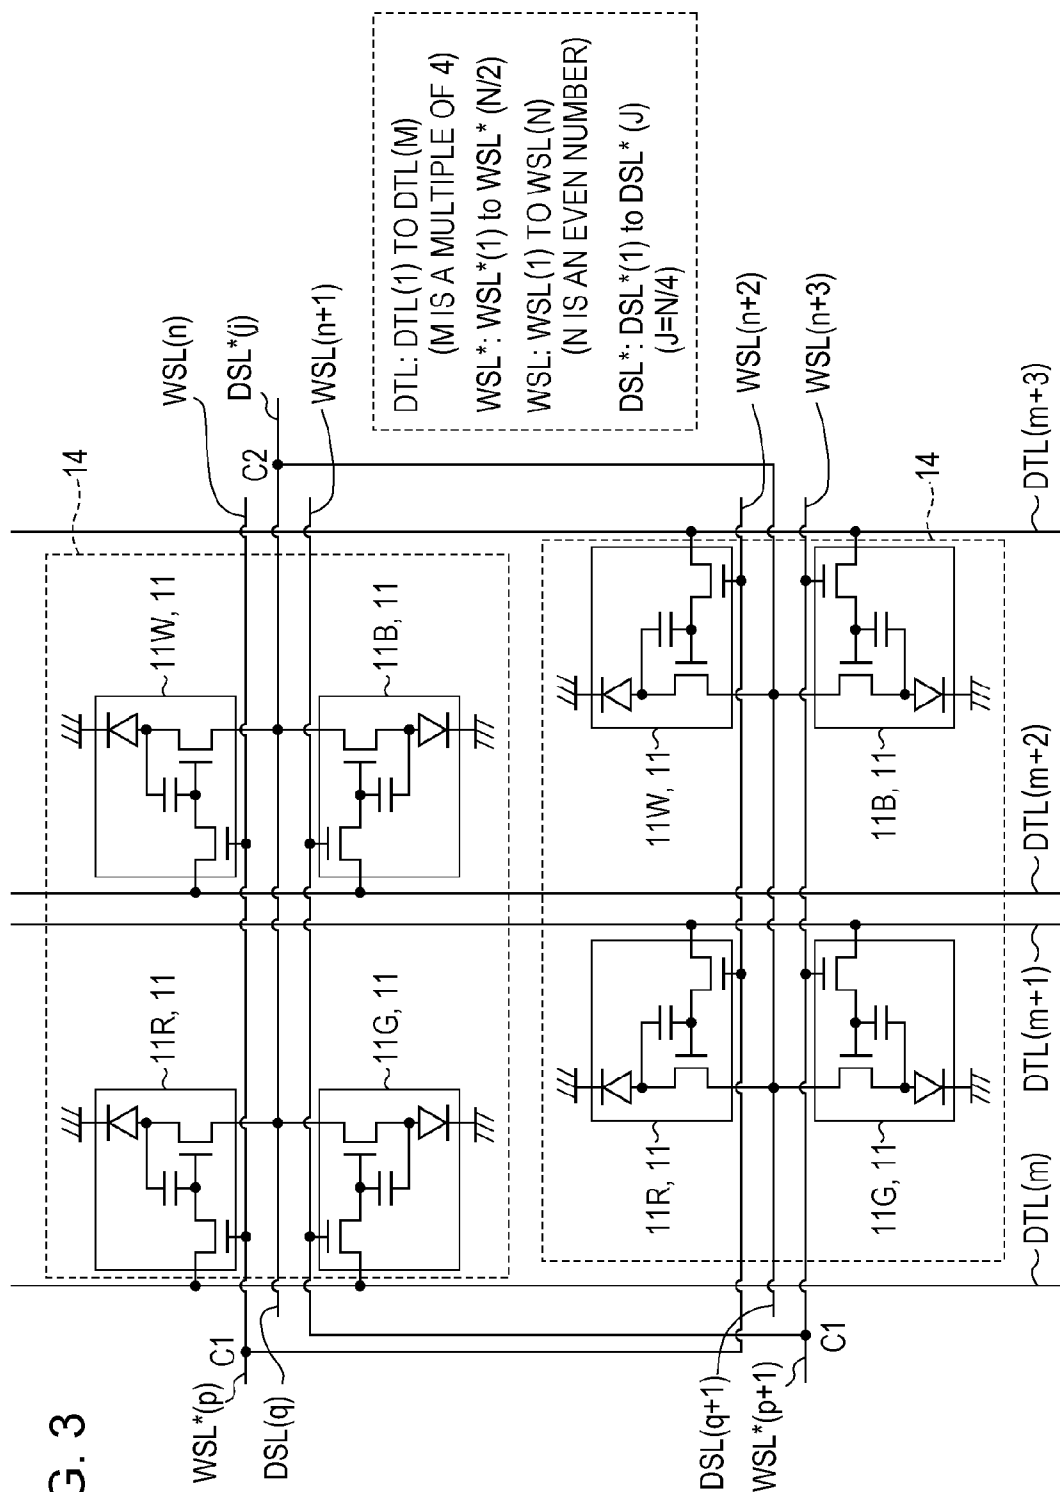 G. 3
WSL*(p)
C1
DSL(q)
DSL(q+1)
WSL*(p+1)
C1
14
11R, 11
11W, 11
11G, 11
11B, 11
C2
WSL(n)
DSL*(j)
WSL(n+1)
DTL: DTL(1) TO DTL(M)
(M IS A MULTIPLE OF 4)
WSL*: WSL*(1) to WSL* (N/2)
WSL: WSL(1) TO WSL(N)
(N IS AN EVEN NUMBER)
DSL*: DSL*(1) to DSL* (J)
(J=N/4)
11R, 11
11W, 11
11G, 11
11B, 11
14
WSL(n+2)
WSL(n+3)
DTL(m)
DTL(m+1)
DTL(m+2)
DTL(m+3)